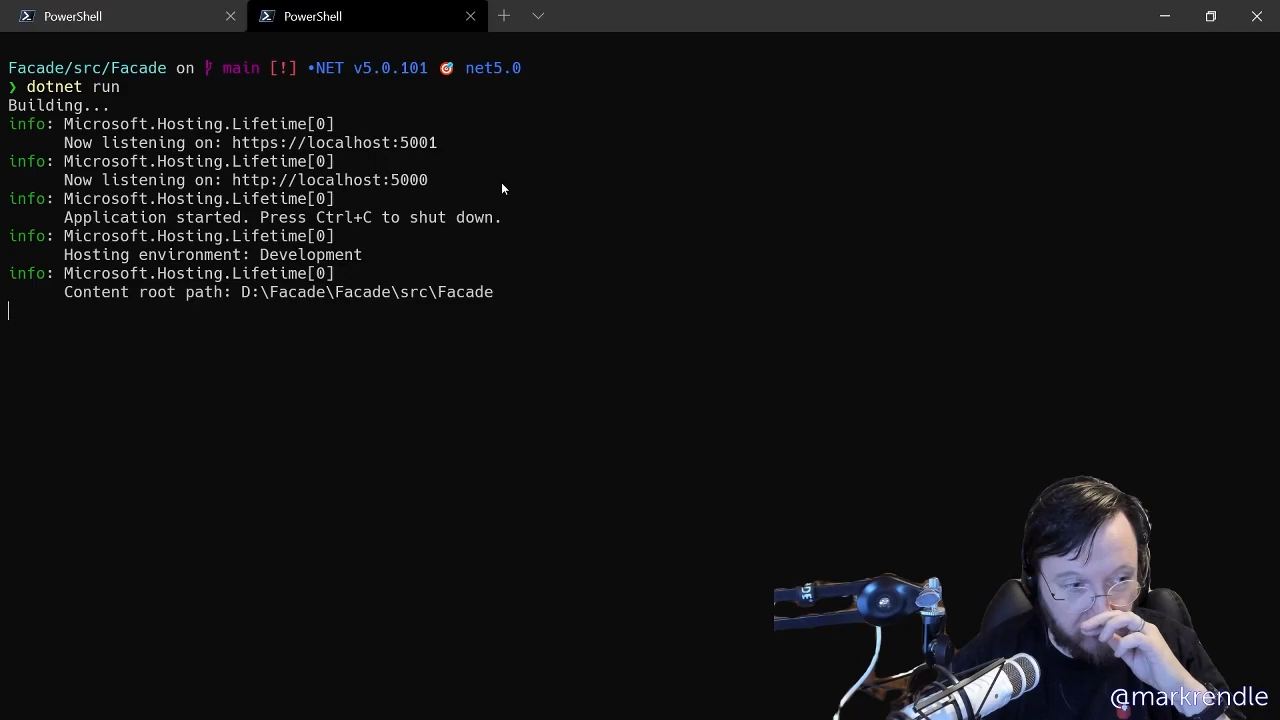 PowerShell
PowerShell
Facade/src/Facade on main [!] •NET v5.0.101 🎯 net5.0
❯ dotnet run
Building...
info: Microsoft.Hosting.Lifetime[0]
Now listening on: https://localhost:5001
info: Microsoft.Hosting.Lifetime[0]
Now listening on: http://localhost:5000
info: Microsoft.Hosting.Lifetime[0]
Application started. Press Ctrl+C to shut down.
info: Microsoft.Hosting.Lifetime[0]
Hosting environment: Development
info: Microsoft.Hosting.Lifetime[0]
Content root path: D:\Facade\Facade\src\Facade
@markrendle